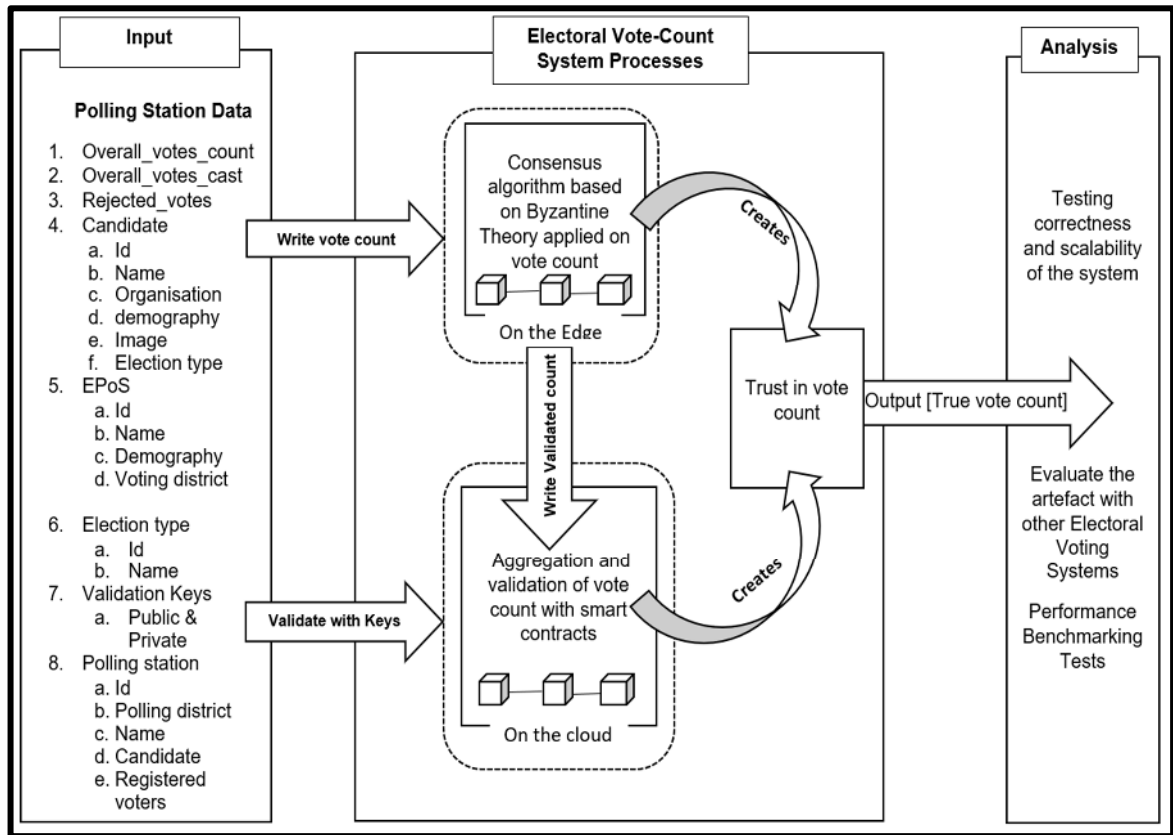 Input
Polling Station Data
1. Overall_votes_count
2. Overall_votes_cast
3. Rejected_votes
4. Candidate
a. Id
b. Name
c. Organisation
d. demography
e. Image
f. Election type
5. EPoS
a. Id
b. Name
c. Demography
d. Voting district
6. Election type
a. Id
b. Name
7. Validation Keys
a. Public &
Private
8. Polling station
a. Id
b. Polling district
c. Name
d. Candidate
e. Registered
voters
Write vote count
Validate with Keys
Electoral Vote-Count
System Processes
Consensus
algorithm based
on Byzantine
Theory applied on
vote count
On the Edge
Write Validated count
Aggregation and
validation of vote
count with smart
contracts
On the cloud
Creates
Creates
Trust in vote
count
Output [True vote count]
Analysis
Testing
correctness
and scalability
of the system
Evaluate the
artefact with
other Electoral
Voting
Systems
Performance
Benchmarking
Tests